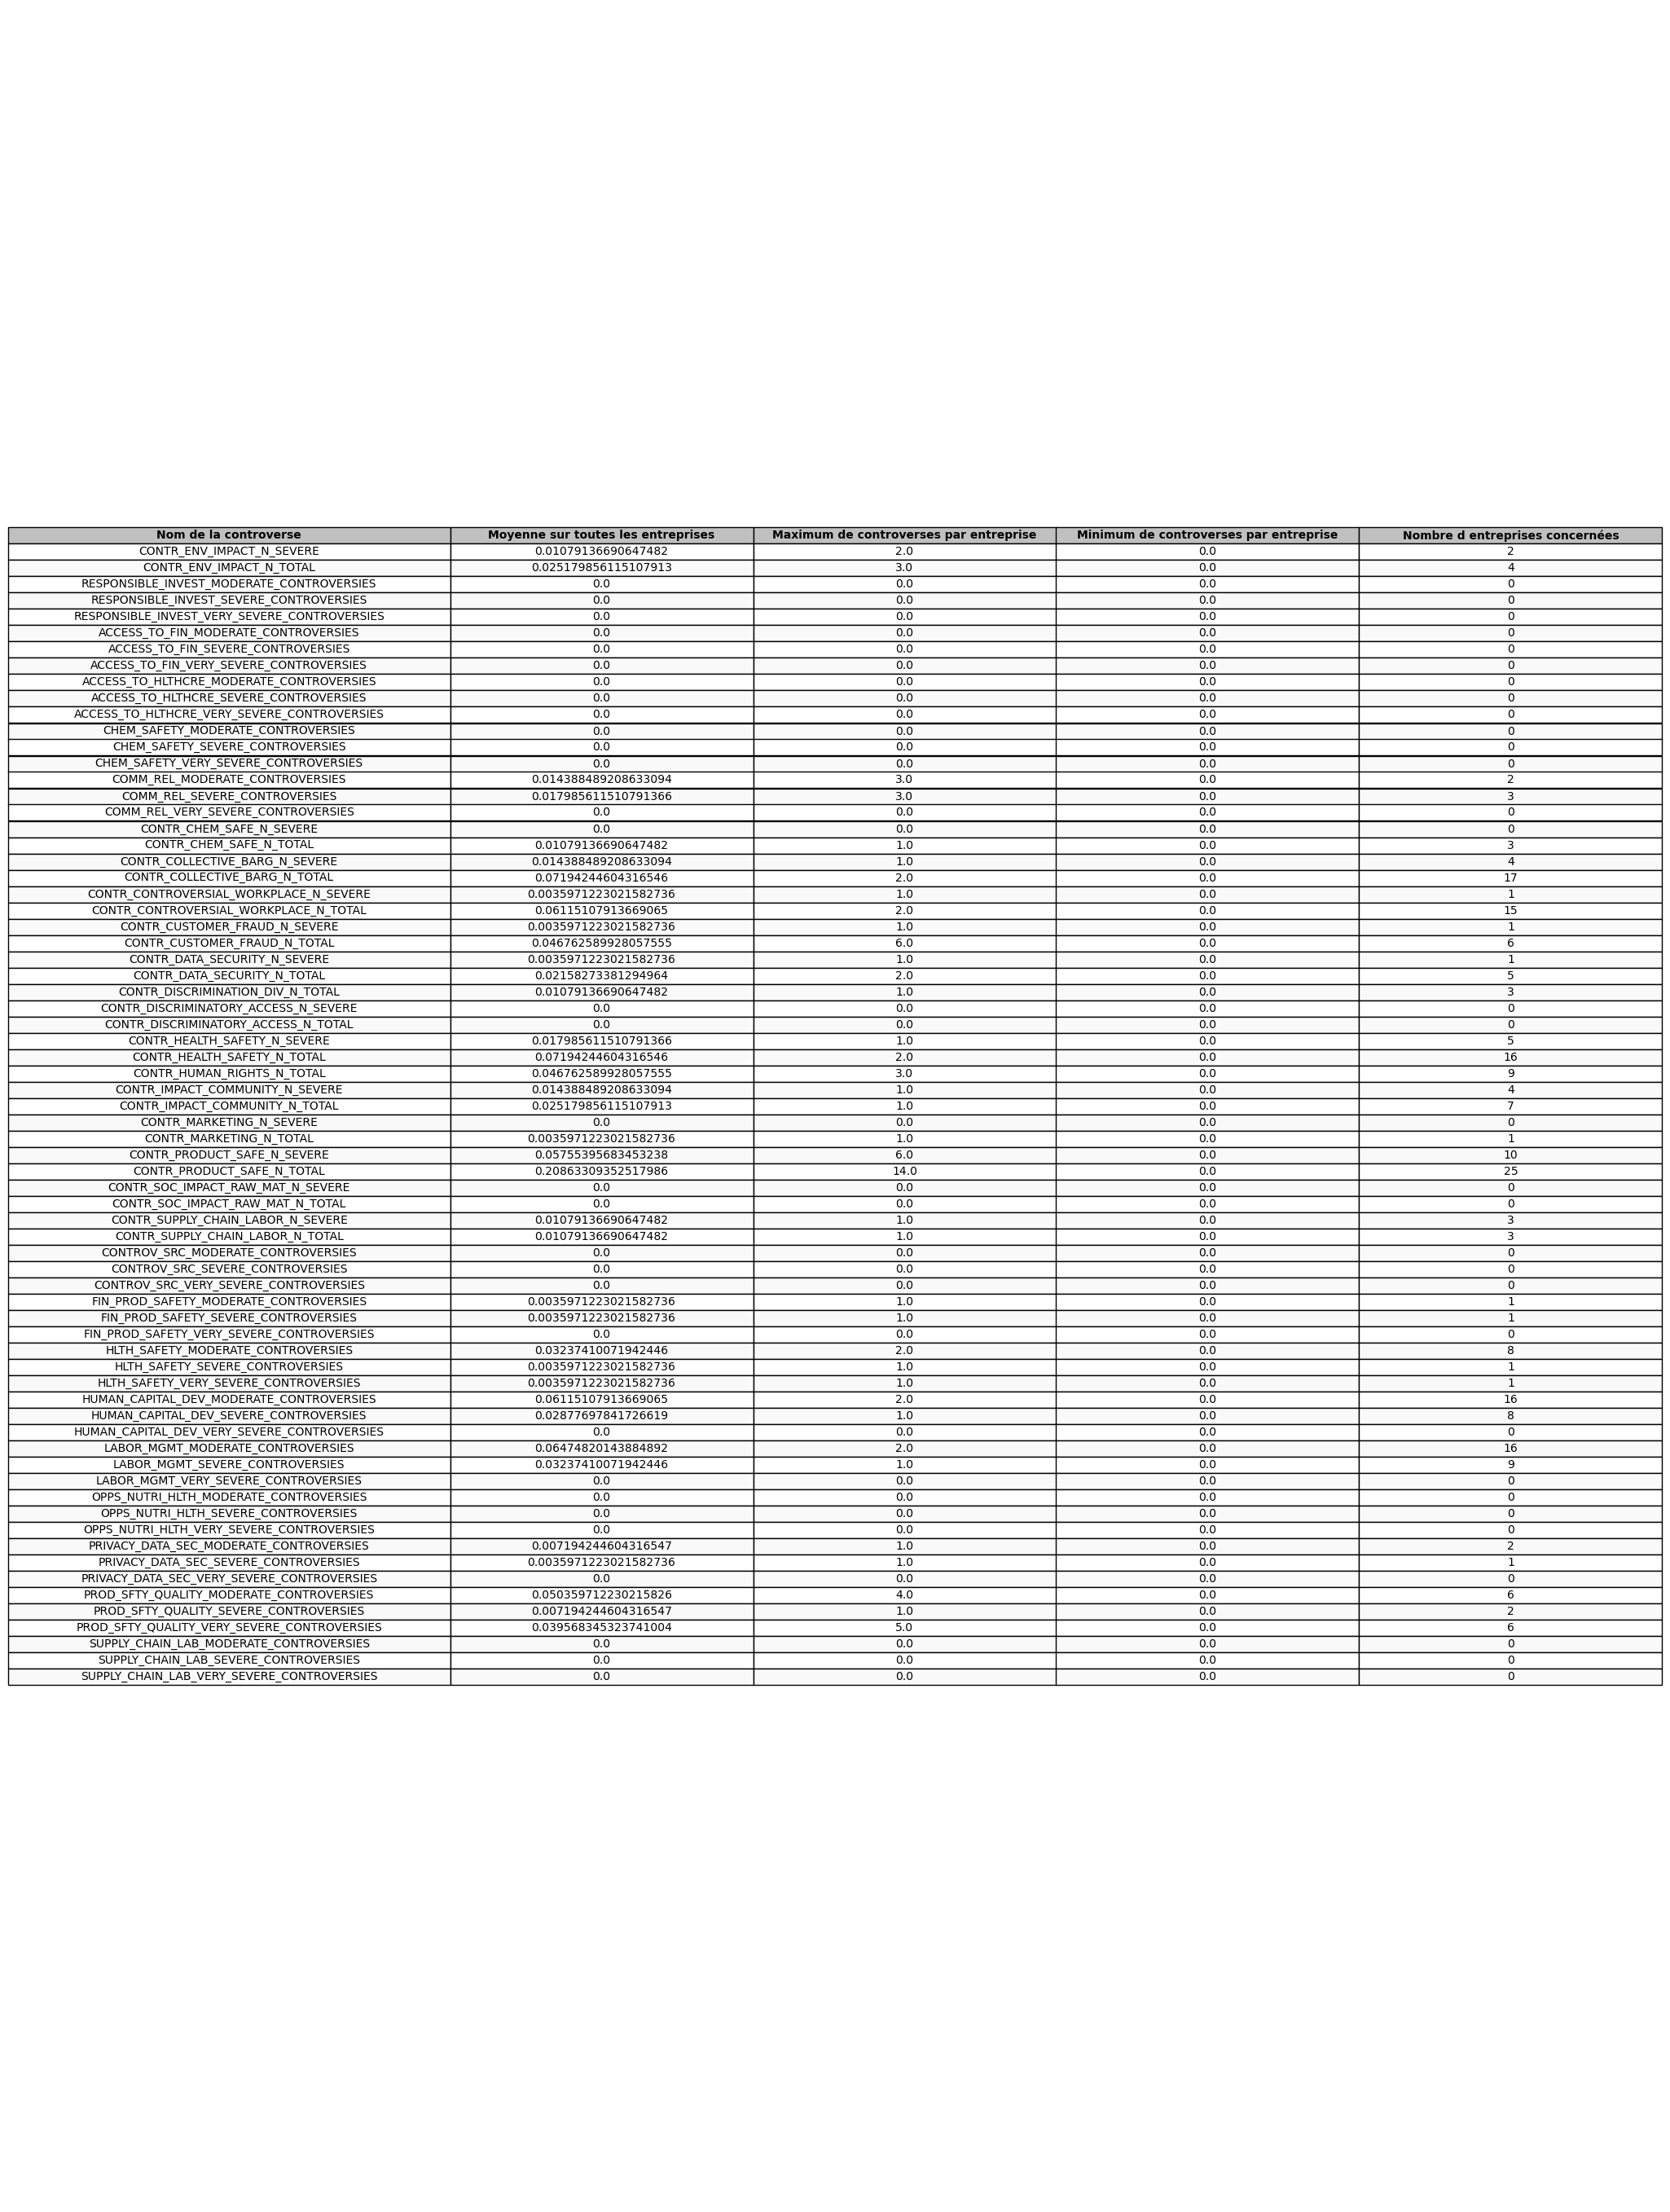 Nom de la controverse Moyenne sur toutes les entreprises Maximum de controverses par entreprise Minimum de controverses par entreprise Nombre d entreprises concernées
CONTR_ENV_IMPACT_N_SEVERE 0.01079136690647482 2.0 0.0 2
CONTR_ENV_IMPACT_N_TOTAL 0.025179856115107913 3.0 0.0 4
RESPONSIBLE_INVEST_MODERATE_CONTROVERSIES 0.0 0.0 0.0 0
RESPONSIBLE_INVEST_SEVERE_CONTROVERSIES 0.0 0.0 0.0 0
RESPONSIBLE_INVEST_VERY_SEVERE_CONTROVERSIES 0.0 0.0 0.0 0
ACCESS_TO_FIN_MODERATE_CONTROVERSIES 0.0 0.0 0.0 0
ACCESS_TO_FIN_SEVERE_CONTROVERSIES 0.0 0.0 0.0 0
ACCESS_TO_FIN_VERY_SEVERE_CONTROVERSIES 0.0 0.0 0.0 0
ACCESS_TO_HLTHCRE_MODERATE_CONTROVERSIES 0.0 0.0 0.0 0
ACCESS_TO_HLTHCRE_SEVERE_CONTROVERSIES 0.0 0.0 0.0 0
ACCESS_TO_HLTHCRE_VERY_SEVERE_CONTROVERSIES 0.0 0.0 0.0 0
CHEM_SAFETY_MODERATE_CONTROVERSIES 0.0 0.0 0.0 0
CHEM_SAFETY_SEVERE_CONTROVERSIES 0.0 0.0 0.0 0
CHEM_SAFETY_VERY_SEVERE_CONTROVERSIES 0.0 0.0 0.0 0
COMM_REL_MODERATE_CONTROVERSIES 0.014388489208633094 3.0 0.0 2
COMM_REL_SEVERE_CONTROVERSIES 0.017985611510791366 3.0 0.0 3
COMM_REL_VERY_SEVERE_CONTROVERSIES 0.0 0.0 0.0 0
CONTR_CHEM_SAFE_N_SEVERE 0.0 0.0 0.0 0
CONTR_CHEM_SAFE_N_TOTAL 0.01079136690647482 1.0 0.0 3
CONTR_COLLECTIVE_BARG_N_SEVERE 0.014388489208633094 1.0 0.0 4
CONTR_COLLECTIVE_BARG_N_TOTAL 0.07194244604316546 2.0 0.0 17
CONTR_CONTROVERSIAL_WORKPLACE_N_SEVERE 0.0035971223021582736 1.0 0.0 1
CONTR_CONTROVERSIAL_WORKPLACE_N_TOTAL 0.06115107913669065 2.0 0.0 15
CONTR_CUSTOMER_FRAUD_N_SEVERE 0.0035971223021582736 1.0 0.0 1
CONTR_CUSTOMER_FRAUD_N_TOTAL 0.046762589928057555 6.0 0.0 6
CONTR_DATA_SECURITY_N_SEVERE 0.0035971223021582736 1.0 0.0 1
CONTR_DATA_SECURITY_N_TOTAL 0.02158273381294964 2.0 0.0 5
CONTR_DISCRIMINATION_DIV_N_TOTAL 0.01079136690647482 1.0 0.0 3
CONTR_DISCRIMINATORY_ACCESS_N_SEVERE 0.0 0.0 0.0 0
CONTR_DISCRIMINATORY_ACCESS_N_TOTAL 0.0 0.0 0.0 0
CONTR_HEALTH_SAFETY_N_SEVERE 0.017985611510791366 1.0 0.0 5
CONTR_HEALTH_SAFETY_N_TOTAL 0.07194244604316546 2.0 0.0 16
CONTR_HUMAN_RIGHTS_N_TOTAL 0.046762589928057555 3.0 0.0 9
CONTR_IMPACT_COMMUNITY_N_SEVERE 0.014388489208633094 1.0 0.0 4
CONTR_IMPACT_COMMUNITY_N_TOTAL 0.025179856115107913 1.0 0.0 7
CONTR_MARKETING_N_SEVERE 0.0 0.0 0.0 0
CONTR_MARKETING_N_TOTAL 0.0035971223021582736 1.0 0.0 1
CONTR_PRODUCT_SAFE_N_SEVERE 0.05755395683453238 6.0 0.0 10
CONTR_PRODUCT_SAFE_N_TOTAL 0.20863309352517986 14.0 0.0 25
CONTR_SOC_IMPACT_RAW_MAT_N_SEVERE 0.0 0.0 0.0 0
CONTR_SOC_IMPACT_RAW_MAT_N_TOTAL 0.0 0.0 0.0 0
CONTR_SUPPLY_CHAIN_LABOR_N_SEVERE 0.01079136690647482 1.0 0.0 3
CONTR_SUPPLY_CHAIN_LABOR_N_TOTAL 0.01079136690647482 1.0 0.0 3
CONTROV_SRC_MODERATE_CONTROVERSIES 0.0 0.0 0.0 0
CONTROV_SRC_SEVERE_CONTROVERSIES 0.0 0.0 0.0 0
CONTROV_SRC_VERY_SEVERE_CONTROVERSIES 0.0 0.0 0.0 0
FIN_PROD_SAFETY_MODERATE_CONTROVERSIES 0.0035971223021582736 1.0 0.0 1
FIN_PROD_SAFETY_SEVERE_CONTROVERSIES 0.0035971223021582736 1.0 0.0 1
FIN_PROD_SAFETY_VERY_SEVERE_CONTROVERSIES 0.0 0.0 0.0 0
HLTH_SAFETY_MODERATE_CONTROVERSIES 0.03237410071942446 2.0 0.0 8
HLTH_SAFETY_SEVERE_CONTROVERSIES 0.0035971223021582736 1.0 0.0 1
HLTH_SAFETY_VERY_SEVERE_CONTROVERSIES 0.0035971223021582736 1.0 0.0 1
HUMAN_CAPITAL_DEV_MODERATE_CONTROVERSIES 0.06115107913669065 2.0 0.0 16
HUMAN_CAPITAL_DEV_SEVERE_CONTROVERSIES 0.02877697841726619 1.0 0.0 8
HUMAN_CAPITAL_DEV_VERY_SEVERE_CONTROVERSIES 0.0 0.0 0.0 0
LABOR_MGMT_MODERATE_CONTROVERSIES 0.06474820143884892 2.0 0.0 16
LABOR_MGMT_SEVERE_CONTROVERSIES 0.03237410071942446 1.0 0.0 9
LABOR_MGMT_VERY_SEVERE_CONTROVERSIES 0.0 0.0 0.0 0
OPPS_NUTRI_HLTH_MODERATE_CONTROVERSIES 0.0 0.0 0.0 0
OPPS_NUTRI_HLTH_SEVERE_CONTROVERSIES 0.0 0.0 0.0 0
OPPS_NUTRI_HLTH_VERY_SEVERE_CONTROVERSIES 0.0 0.0 0.0 0
PRIVACY_DATA_SEC_MODERATE_CONTROVERSIES 0.007194244604316547 1.0 0.0 2
PRIVACY_DATA_SEC_SEVERE_CONTROVERSIES 0.0035971223021582736 1.0 0.0 1
PRIVACY_DATA_SEC_VERY_SEVERE_CONTROVERSIES 0.0 0.0 0.0 0
PROD_SFTY_QUALITY_MODERATE_CONTROVERSIES 0.050359712230215826 4.0 0.0 6
PROD_SFTY_QUALITY_SEVERE_CONTROVERSIES 0.007194244604316547 1.0 0.0 2
PROD_SFTY_QUALITY_VERY_SEVERE_CONTROVERSIES 0.039568345323741004 5.0 0.0 6
SUPPLY_CHAIN_LAB_MODERATE_CONTROVERSIES 0.0 0.0 0.0 0
SUPPLY_CHAIN_LAB_SEVERE_CONTROVERSIES 0.0 0.0 0.0 0
SUPPLY_CHAIN_LAB_VERY_SEVERE_CONTROVERSIES 0.0 0.0 0.0 0